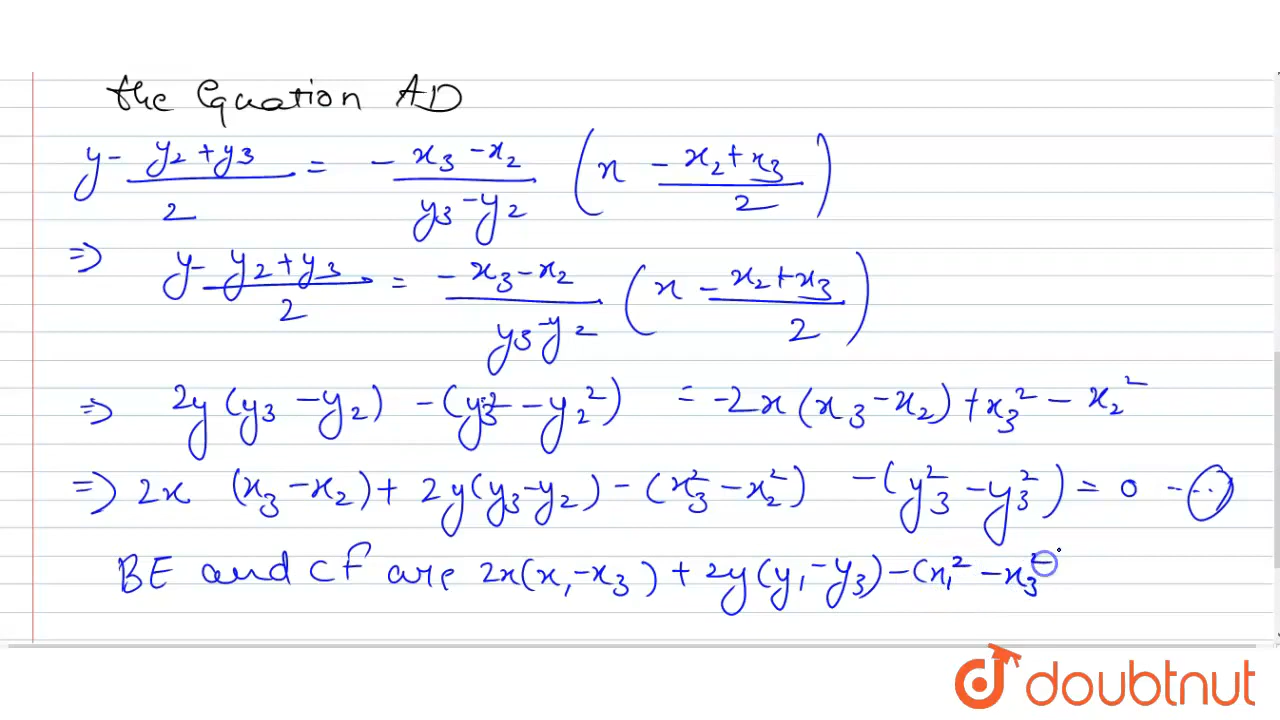 the Equation AD
y - (y₂ + y₃)/2 = - (x₃ - x₂)/(y₃ - y₂) (x - (x₂ + x₃)/2)
⇒ y - (y₂ + y₃)/2 = - (x₃ - x₂)/(y₃ - y₂) (x - (x₂ + x₃)/2)
⇒ 2y (y₃ - y₂) - (y₃² - y₂²) = -2x (x₃ - x₂) + x₃² - x₂²
⇒ 2x (x₃ - x₂) + 2y (y₃ - y₂) - (x₃² - x₂²) - (y₃² - y₃²) = 0
BE and CF are 2x(x₁ - x₃) + 2y(y₁ - y₃) - (x₁² - x₃²
doubtnut